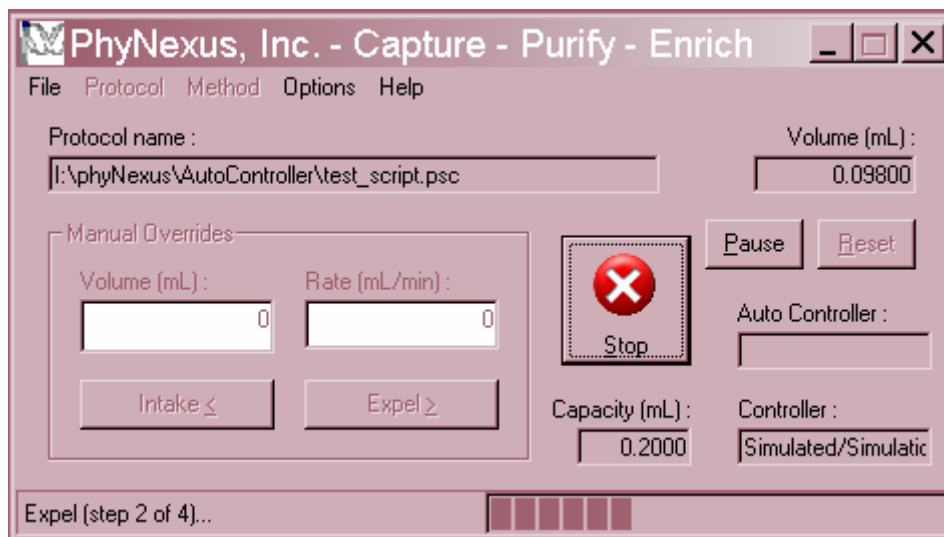 PhyNexus, Inc. - Capture - Purify - Enrich
File Protocol Method Options Help
Protocol name :
Volume (mL) :
I:\phyNexus\AutoController\test_script.psc
0.09800
Manual Overrides
Pause
Reset
Volume (mL) :
Rate (mL/min) :
0
0
Stop
Auto Controller :
Intake <
Expel >
Capacity (mL) :
Controller :
0.2000
Simulated/Simulatic
Expel (step 2 of 4)...